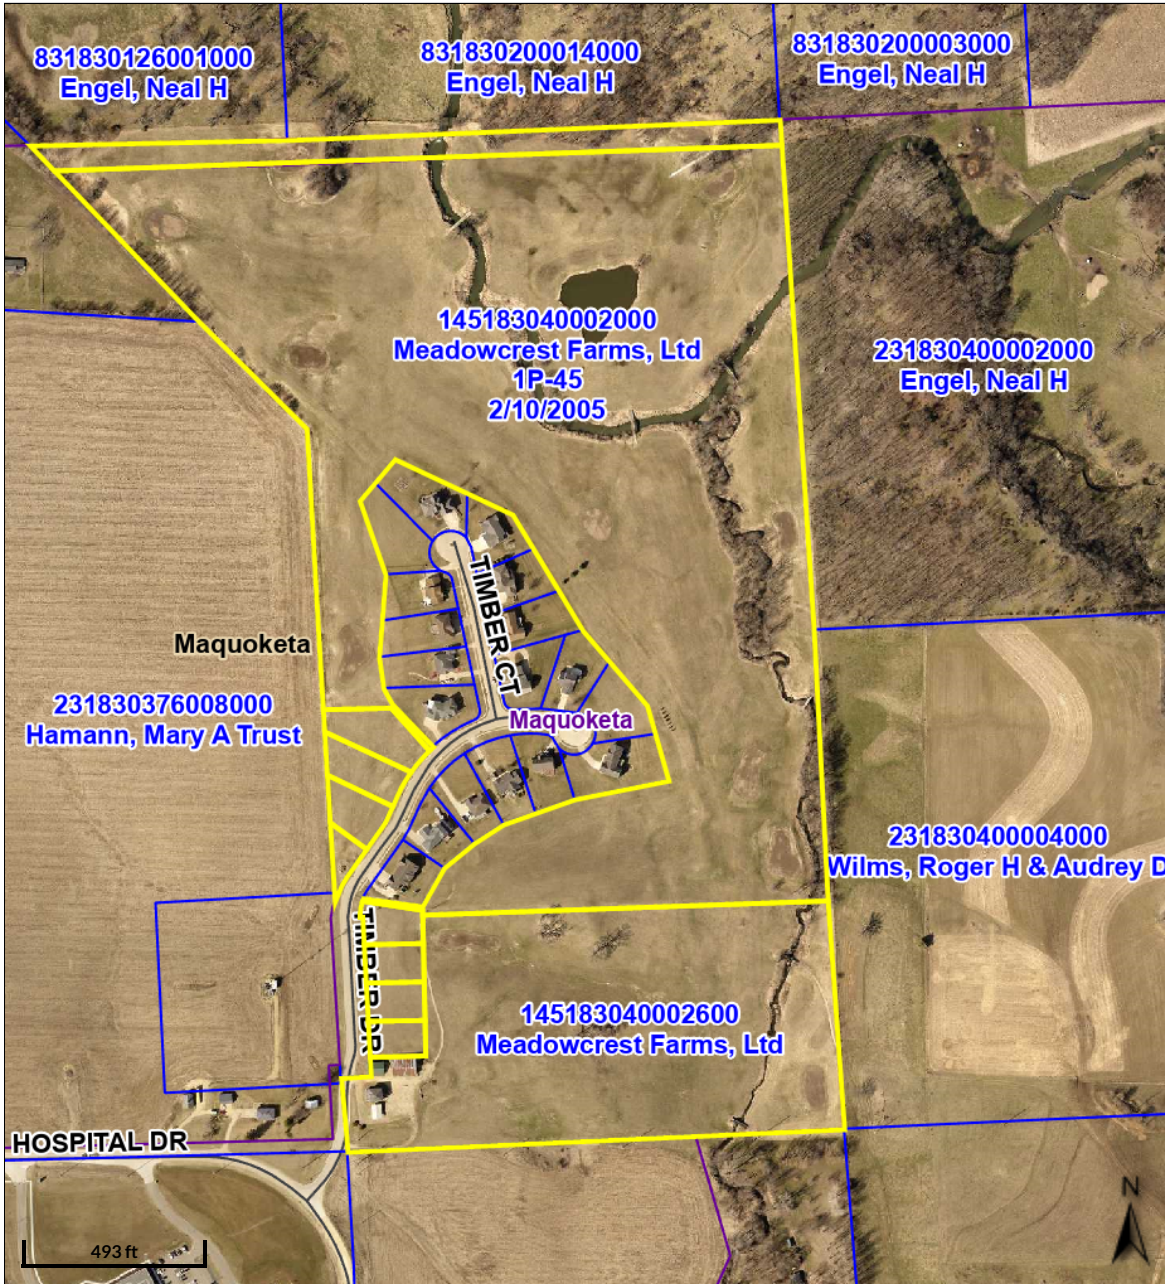 831830126001000
Engel, Neal H
831830200014000
Engel, Neal H
831830200003000
Engel, Neal H
145183040002000
Meadowcrest Farms, Ltd
1P-45
2/10/2005
231830400002000
Engel, Neal H
TIMBER CT
Maquoketa
231830376008000
Hamann, Mary A Trust
Maquoketa
231830400004000
Wilms, Roger H & Audrey D
TIMBER DR
145183040002600
Meadowcrest Farms, Ltd
HOSPITAL DR
N
493 ft